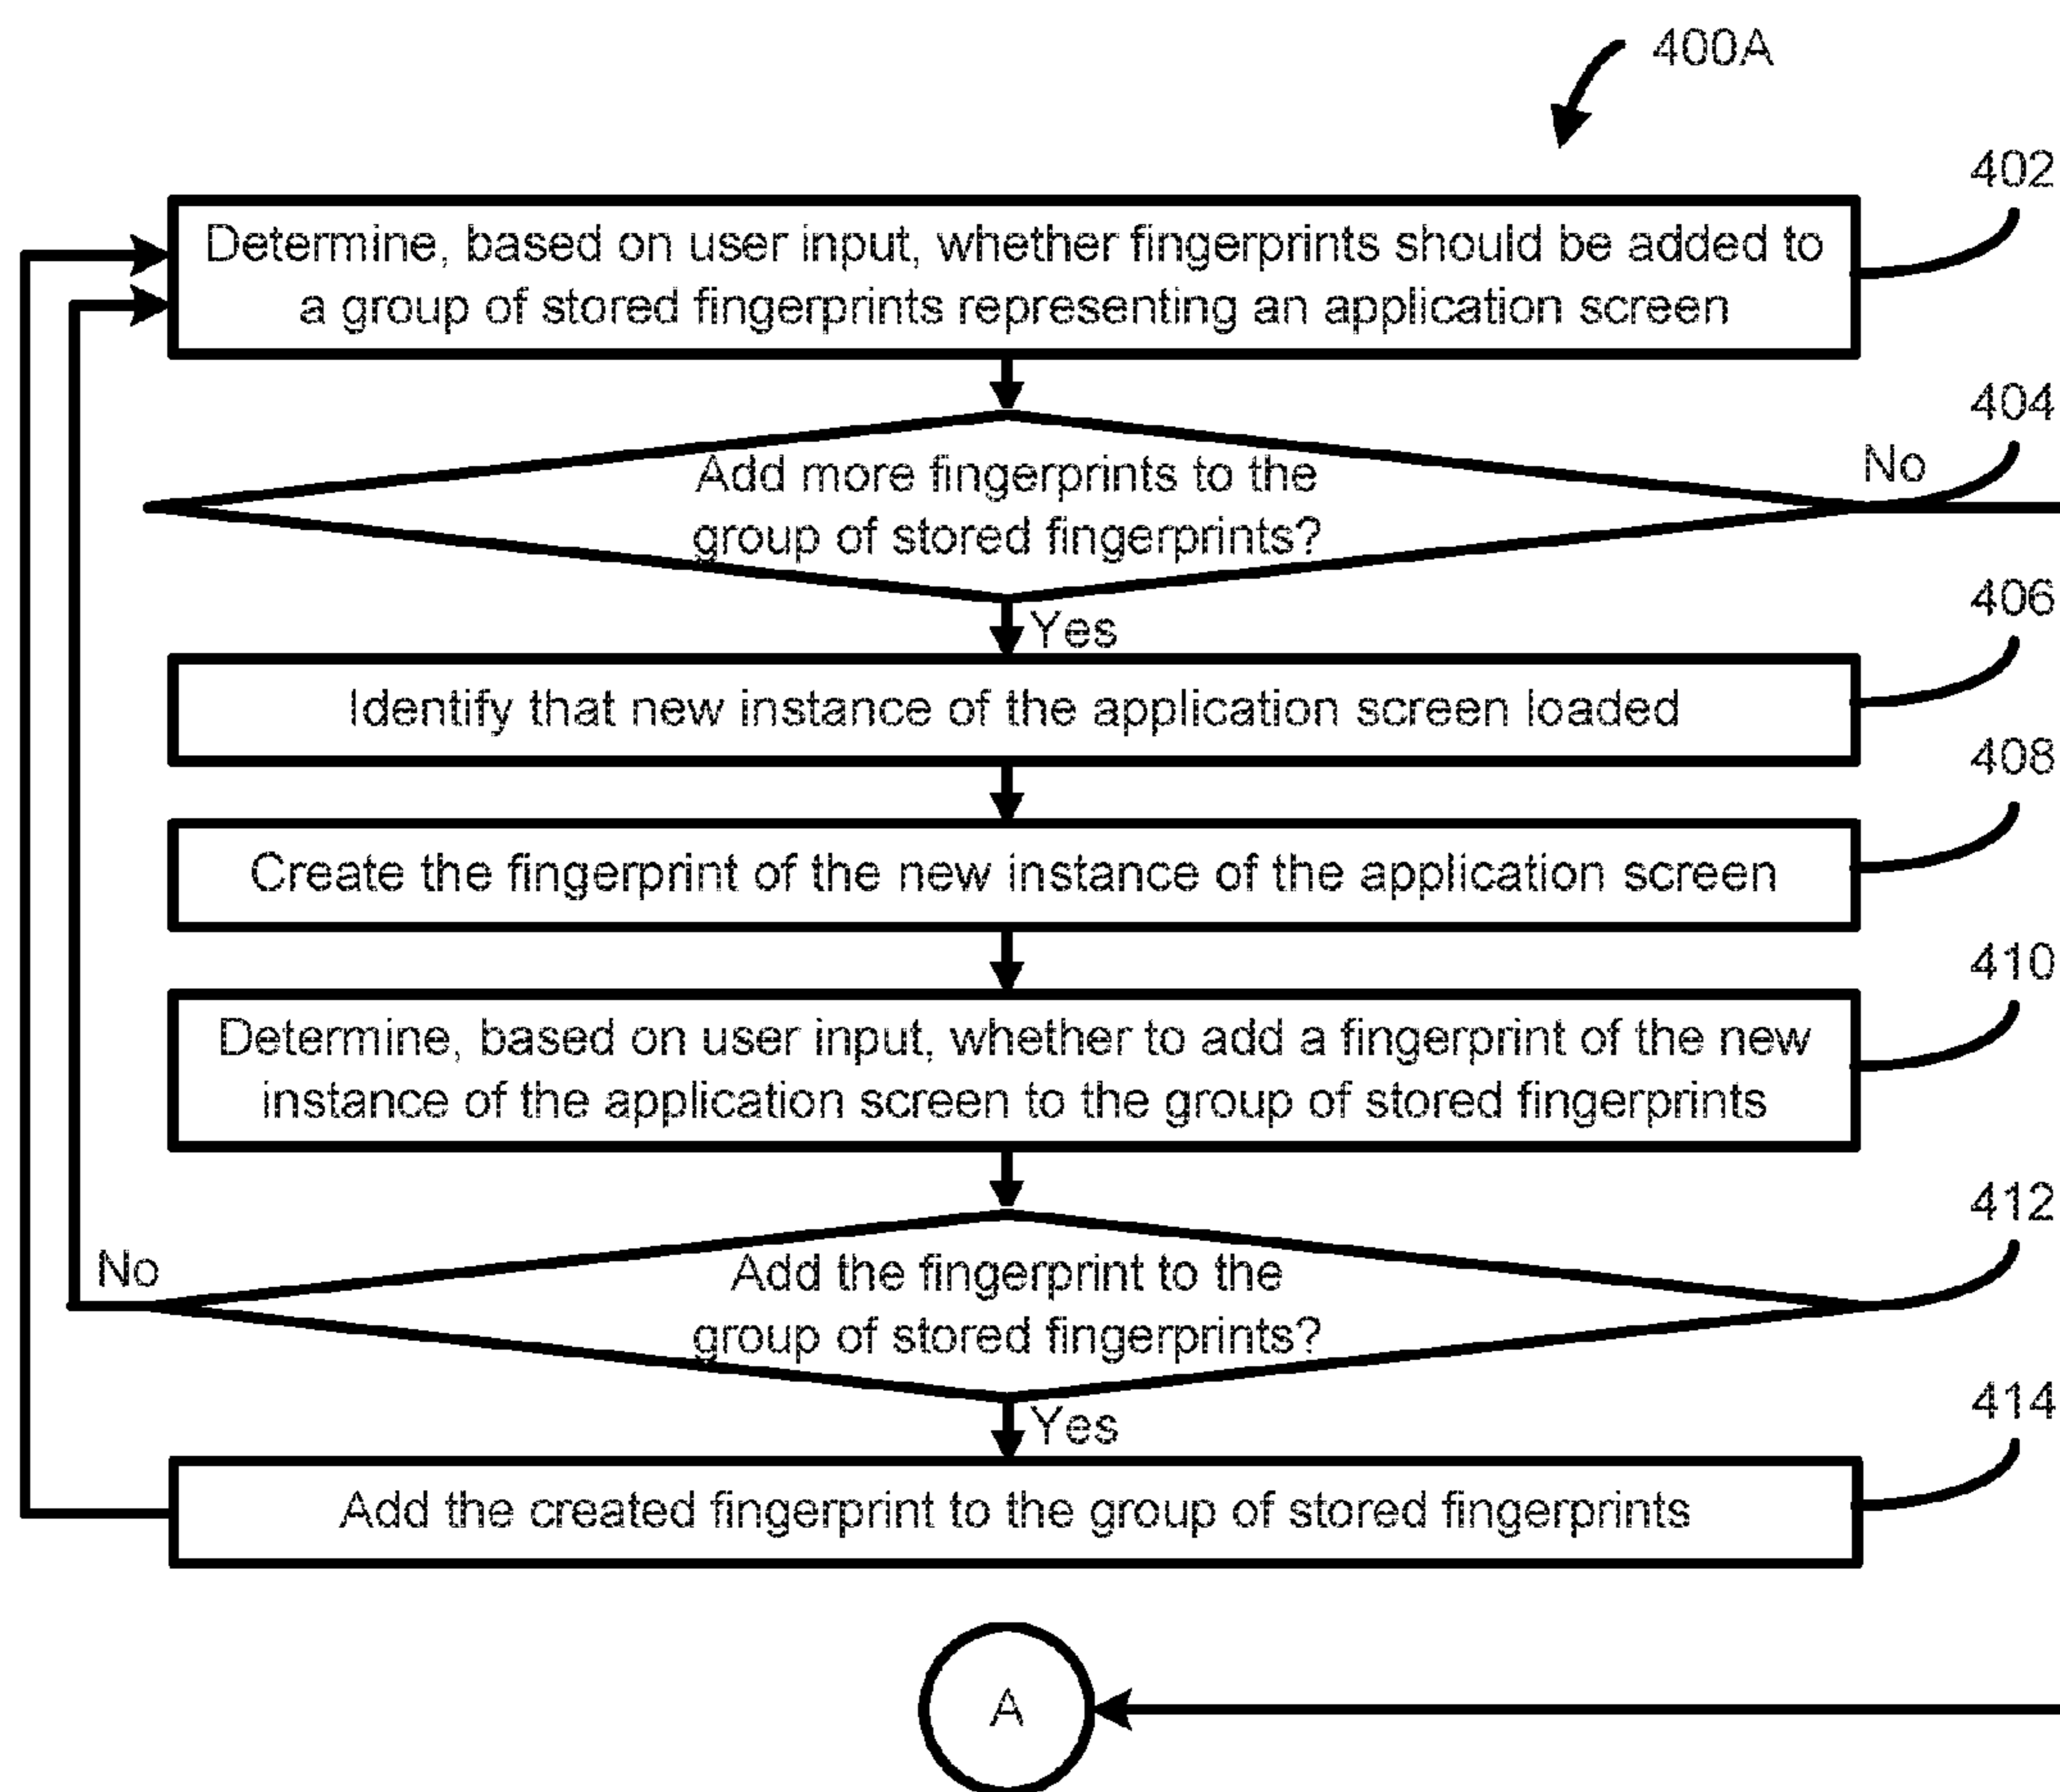 400A
402
Determine, based on user input, whether fingerprints should be added to
a group of stored fingerprints representing an application screen
404
No
Add more fingerprints to the
group of stored fingerprints?
Yes
406
Identify that new instance of the application screen loaded
408
Create the fingerprint of the new instance of the application screen
410
Determine, based on user input, whether to add a fingerprint of the new
instance of the application screen to the group of stored fingerprints
412
No
Add the fingerprint to the
group of stored fingerprints?
Yes
414
Add the created fingerprint to the group of stored fingerprints
A